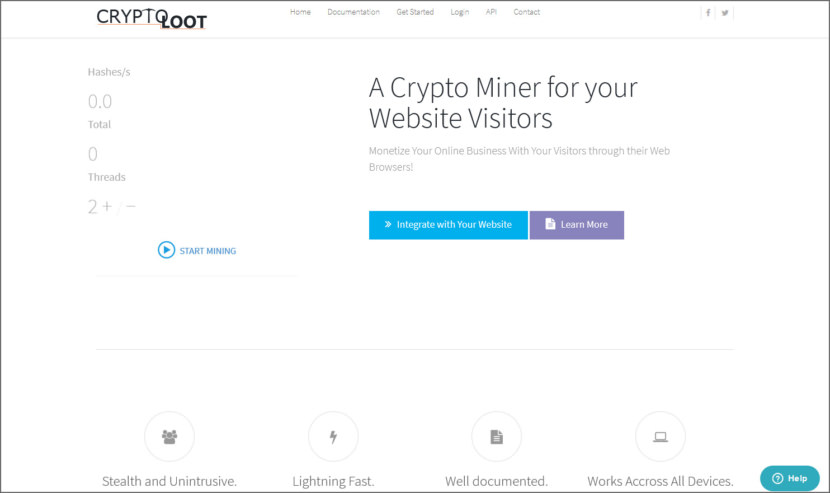 CRYPTO LOOT
Home Documentation Get Started Login API Contact
Hashes/s
0.0
Total
0
Threads
2 + / −
START MINING
A Crypto Miner for your
Website Visitors
Monetize Your Online Business With Your Visitors through their Web
Browsers!
Integrate with Your Website Learn More
Stealth and Unintrusive. Lightning Fast. Well documented. Works Accross All Devices.
Help